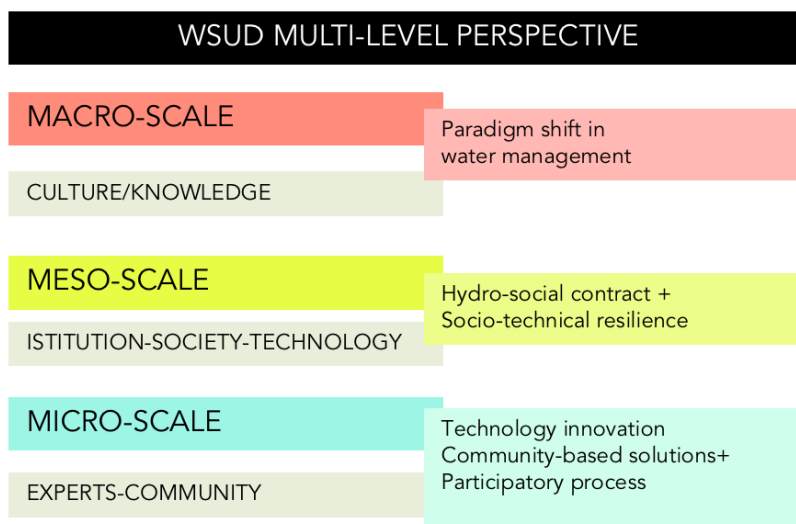 WSUD MULTI-LEVEL PERSPECTIVE
MACRO-SCALE
Paradigm shift in
water management
CULTURE/KNOWLEDGE
MESO-SCALE
Hydro-social contract +
Socio-technical resilience
ISTITUTION-SOCIETY-TECHNOLOGY
MICRO-SCALE
Technology innovation
Community-based solutions+
Participatory process
EXPERTS-COMMUNITY